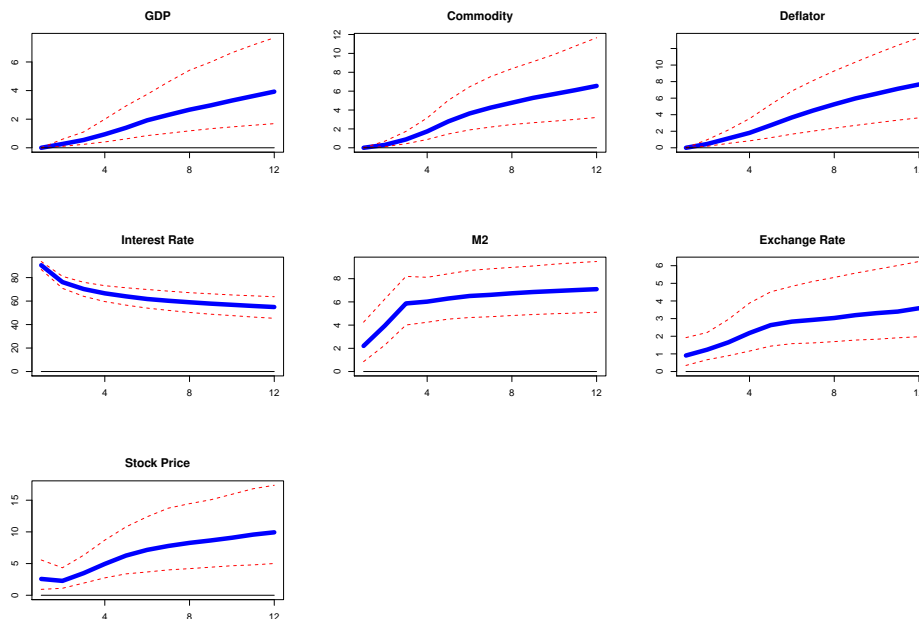 GDP
0 2 4 6
4 8 12
Commodity
0 2 4 6 8 10 12
4 8 12
Deflator
0 2 4 6 8 10
4 8 1
Interest Rate
0 20 40 60 80
4 8 12
M2
0 2 4 6 8
4 8 12
Exchange Rate
0 1 2 3 4 5 6
4 8 1
Stock Price
0 5 10 15
4 8 12